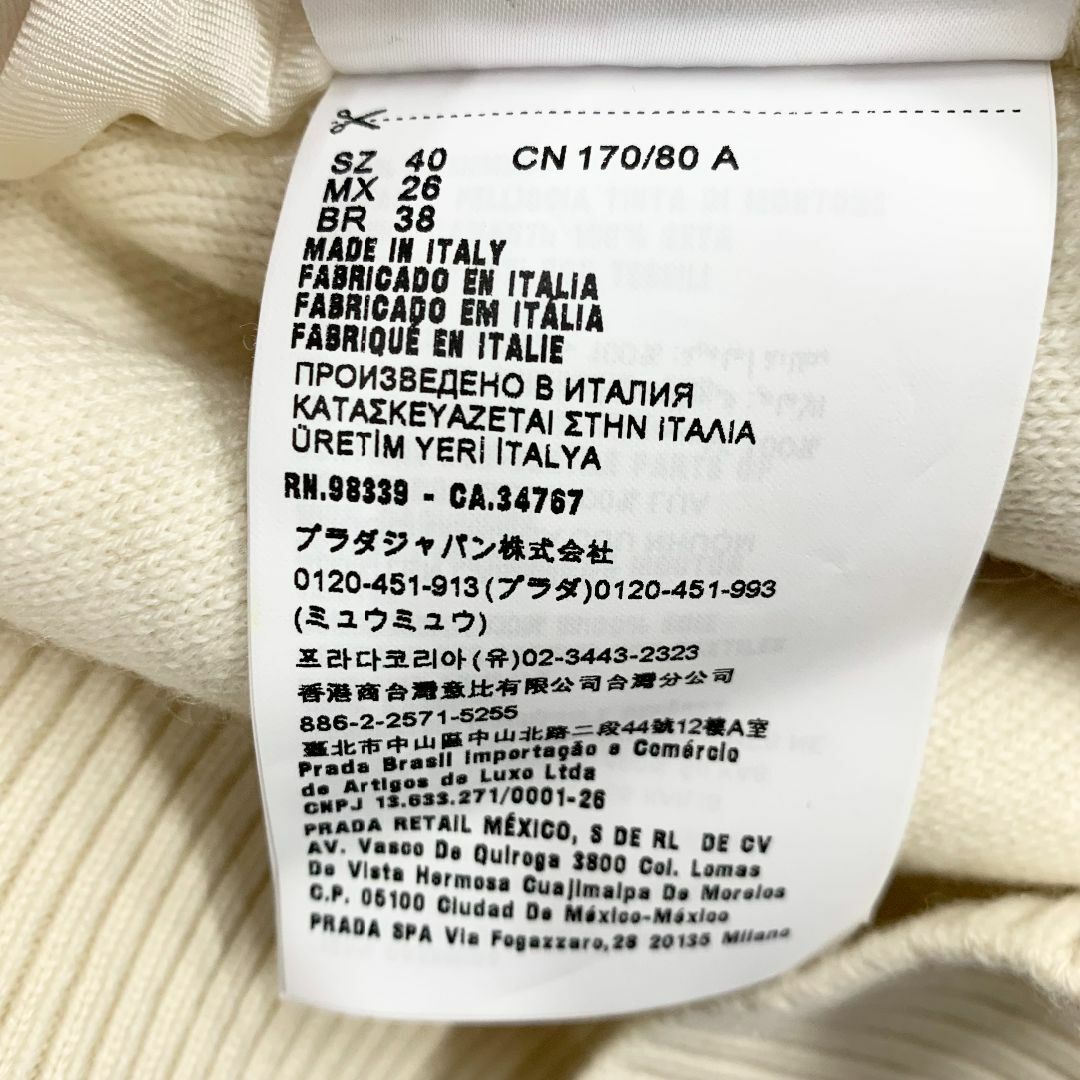 SZ 40 CN 170/80 A
MX 26
BR 38
MADE IN ITALY
FABRICADO EN ITALIA
FABRICADO EM ITÁLIA
FABRIQUÉ EN ITALIE
ПРОИЗВЕДЕНО В ИТАЛИЯ
ΚΑΤΑΣΚΕΥΑΖΕΤΑΙ ΣΤΗΝ ΙΤΑΛΙΑ
ÜRETİM YERİ İTALYA
RN.98339 - CA.34767
プラダジャパン株式会社
0120-451-913(プラダ)0120-451-993
(ミュウミュウ)
프라다코리아(유)02-3443-2323
香港商台灣意比有限公司台灣分公司
886-2-2571-5255
臺北市中山區中山北路二段44號12樓A室
Prada Brasil Importação e Comércio
de Artigos de Luxo Ltda
CNPJ 13.633.271/0001-26
PRADA RETAIL MÉXICO, S DE RL DE CV
AV. Vasco De Quiroga 3800 Col. Lomas
De Vista Hermosa Cuajimalpa De Morelos
C.P. 05100 Ciudad De México-México
PRADA SPA Via Fogazzaro,28 20135 Milano